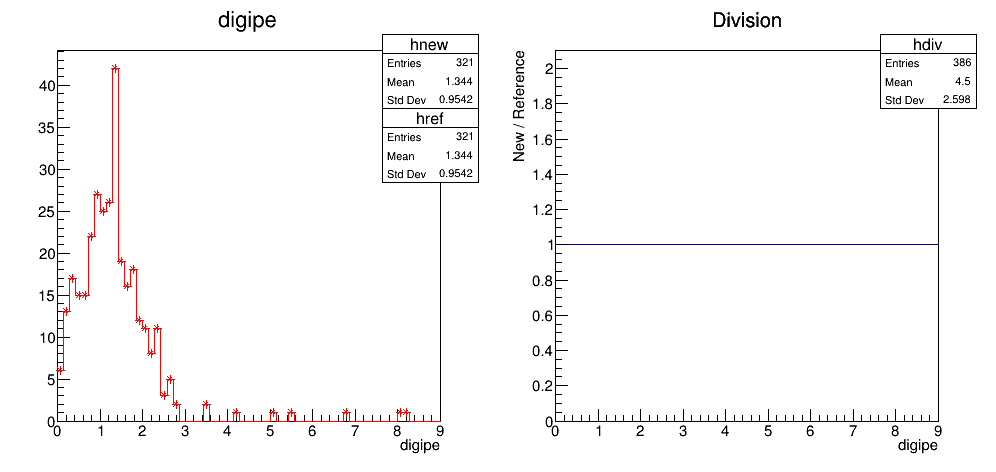 digipe
hnew
Entries 321
Mean 1.344
Std Dev 0.9542
href
Entries 321
Mean 1.344
Std Dev 0.9542
40
35
30
25
20
15
10
5
0
0 1 2 3 4 5 6 7 8 9
digipe
Division
hdiv
Entries 386
Mean 4.5
Std Dev 2.598
New / Reference
2
1.8
1.6
1.4
1.2
1
0.8
0.6
0.4
0.2
0
0 1 2 3 4 5 6 7 8 9
digipe